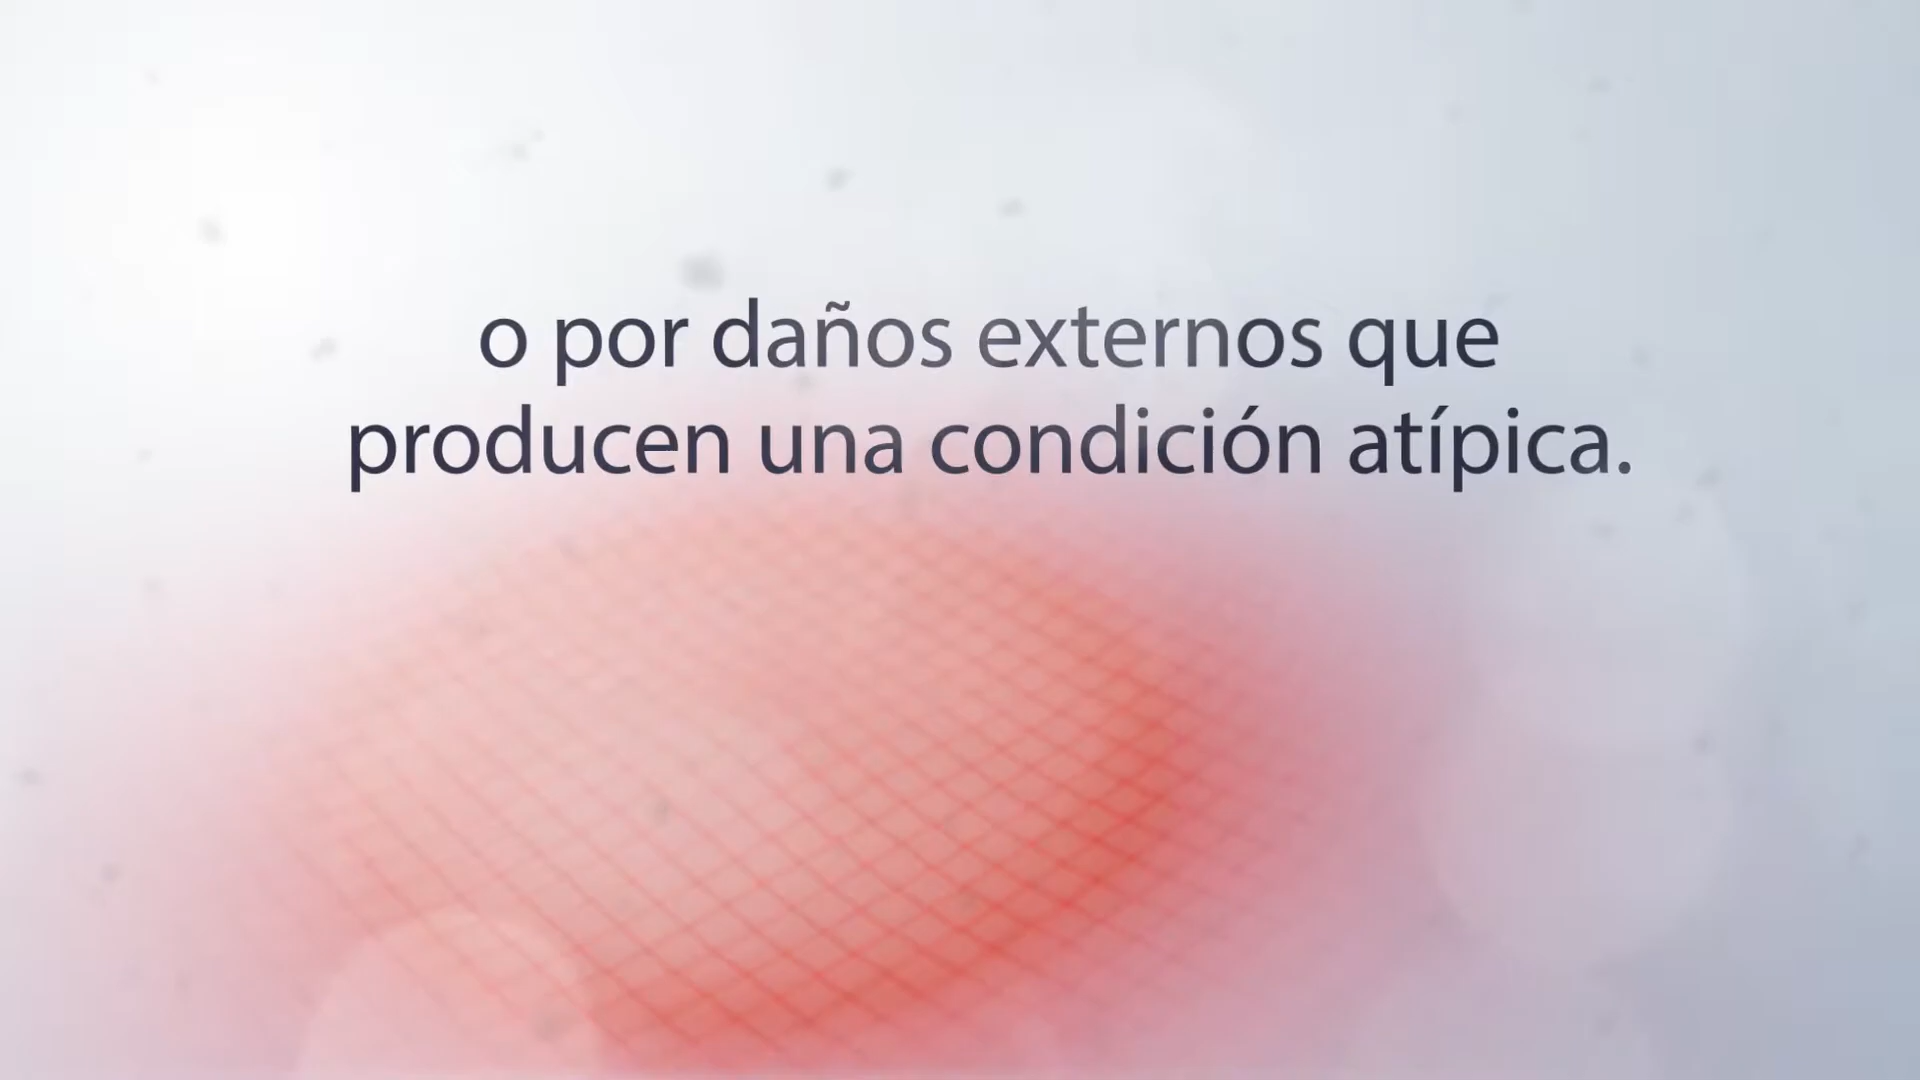 o por daños externos que
producen una condición atípica.